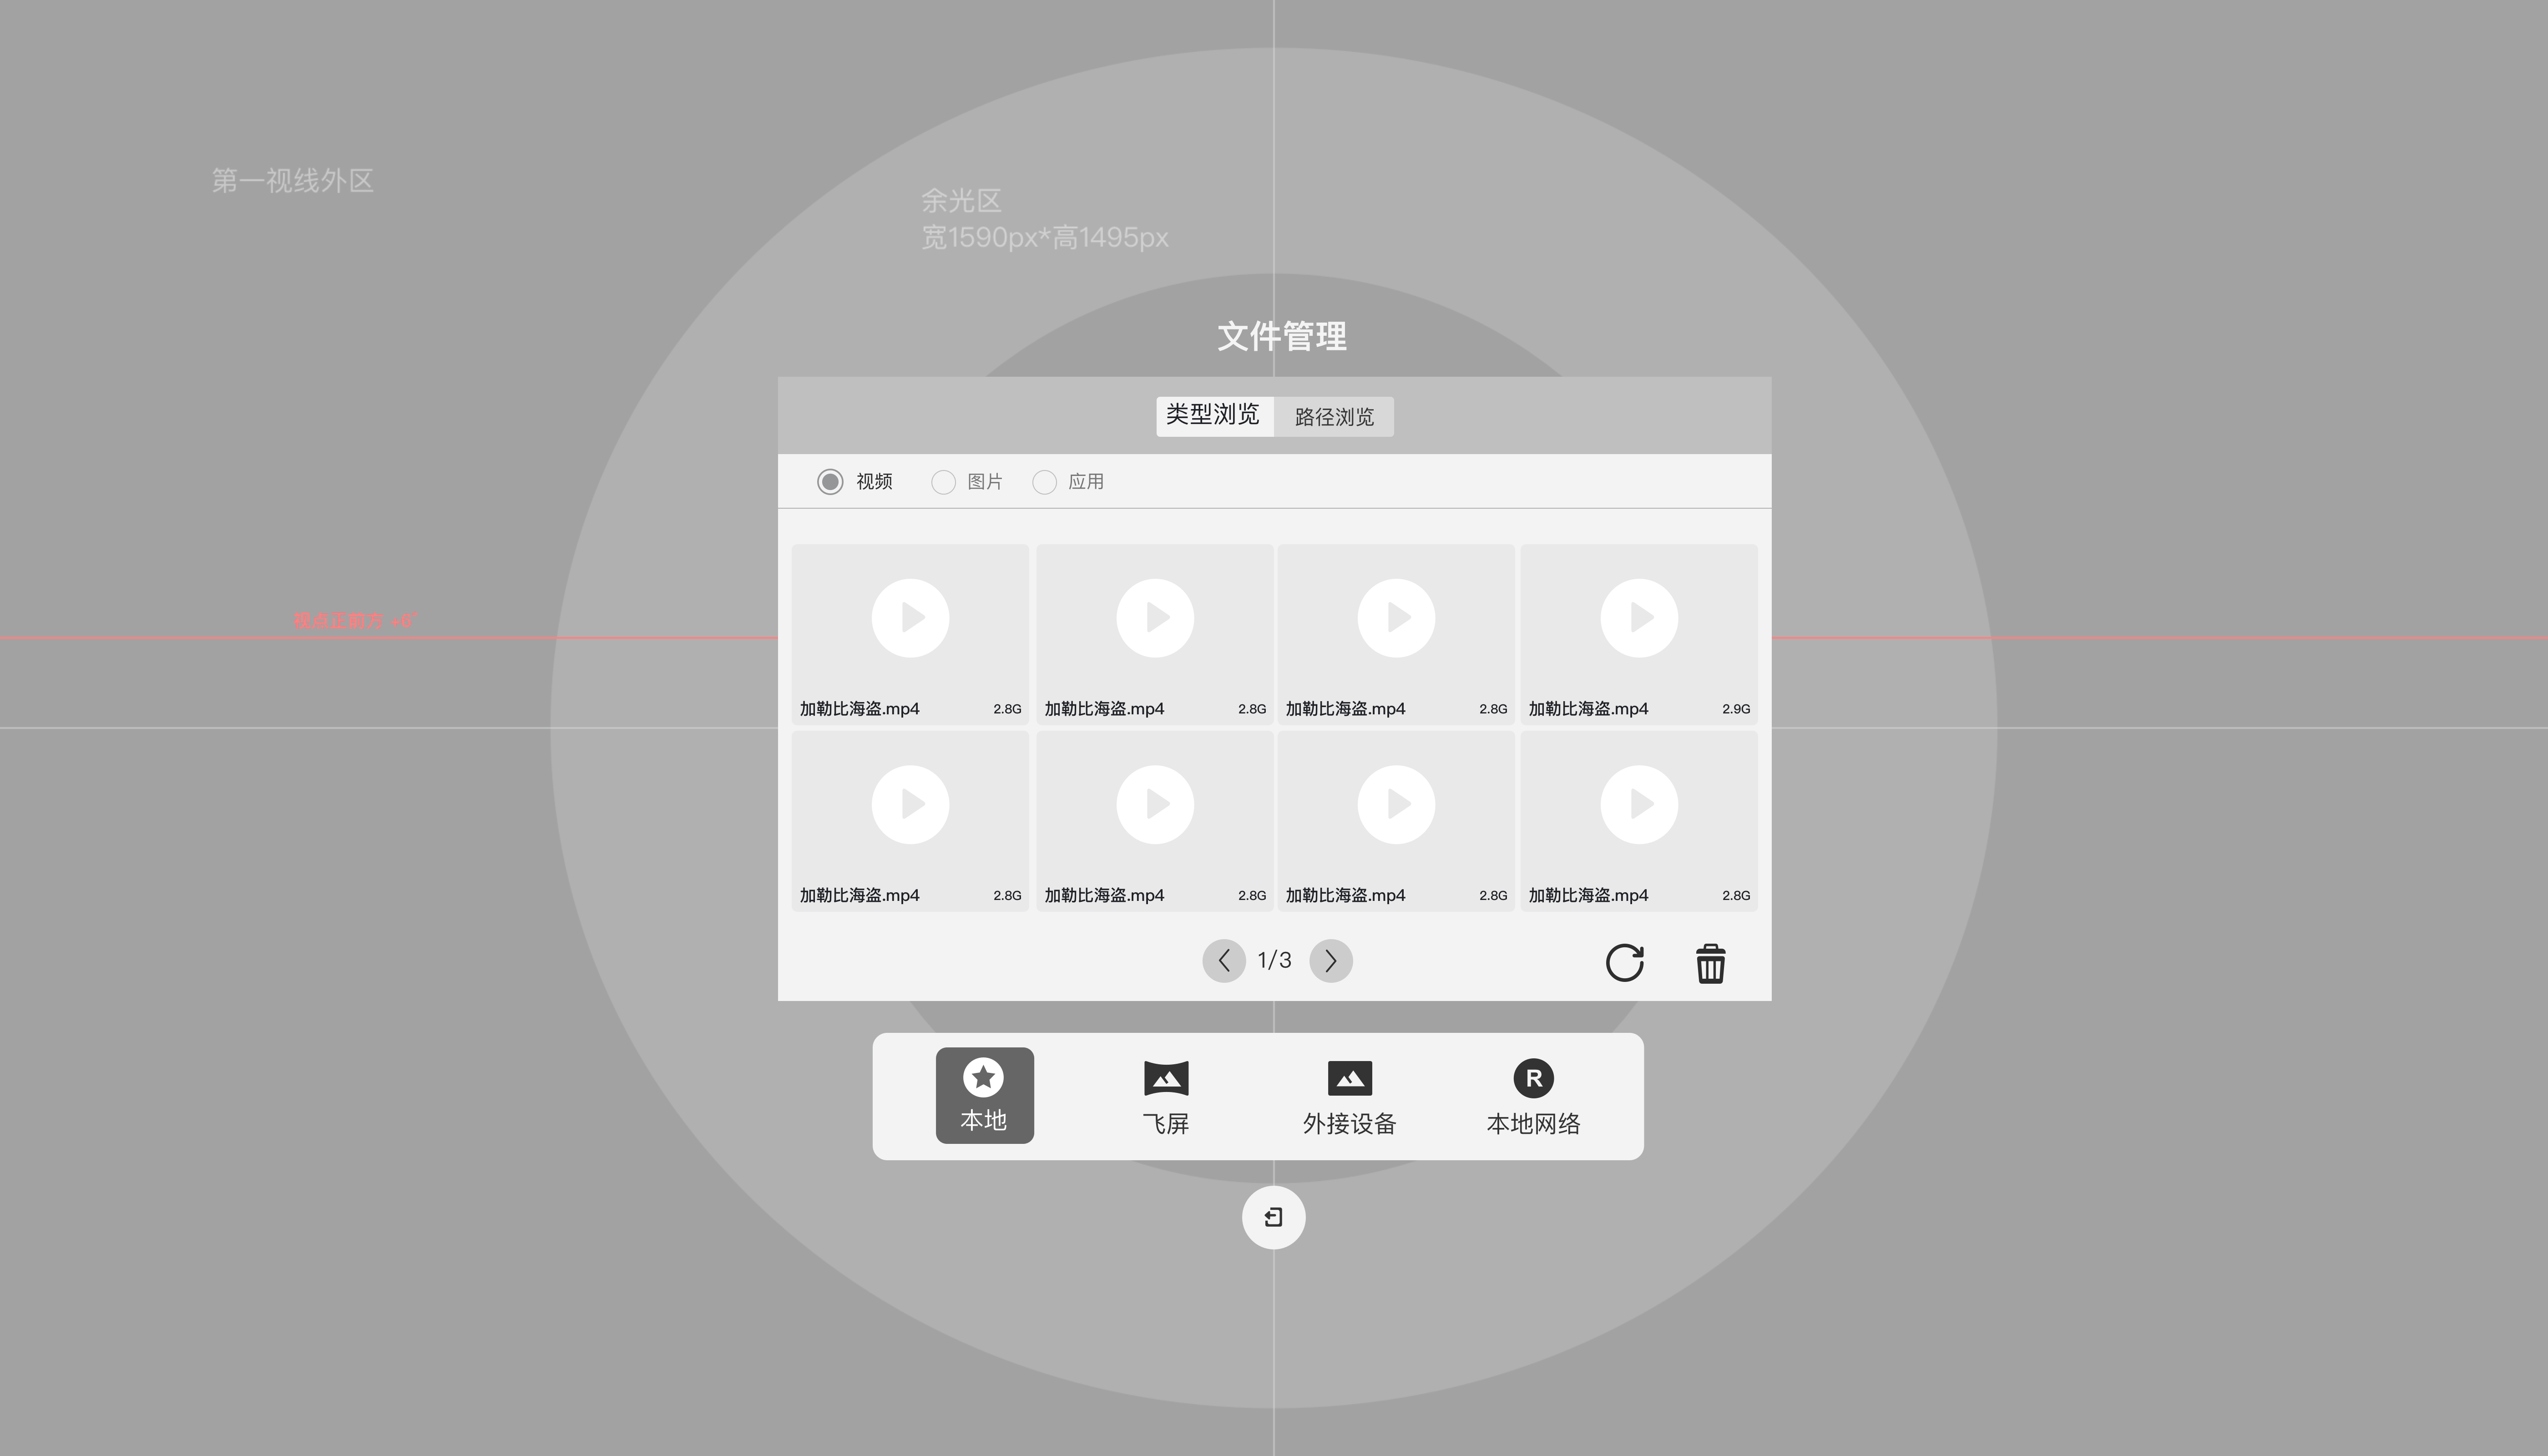 第一视线外区
余光区
宽1590px*高1495px
文件管理
类型浏览 路径浏览
视频 图片 应用
视点正前方 -6°
加勒比海盗.mp4 2.8G 加勒比海盗.mp4 2.8G 加勒比海盗.mp4 2.8G 加勒比海盗.mp4 2.9G
加勒比海盗.mp4 2.8G 加勒比海盗.mp4 2.8G 加勒比海盗.mp4 2.8G 加勒比海盗.mp4 2.8G
1/3
R
本地 飞屏 外接设备 本地网络